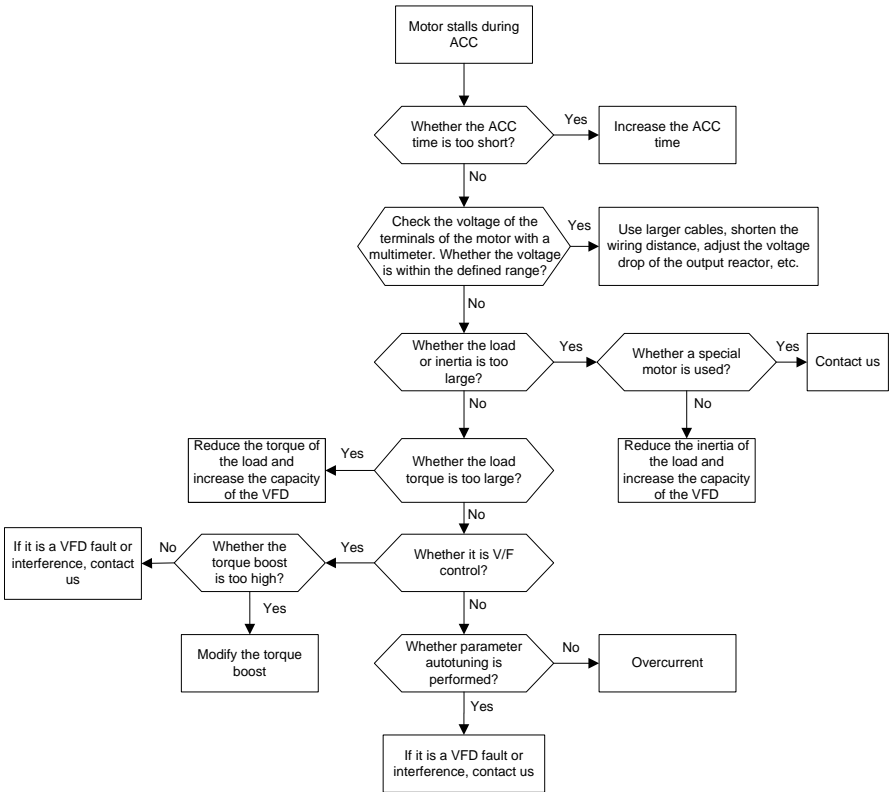 Motor stalls during
ACC
Whether the ACC
time is too short?
Yes
Increase the ACC
time
No
Check the voltage of the
terminals of the motor with a
multimeter. Whether the voltage
is within the defined range?
Yes
Use larger cables, shorten the
wiring distance, adjust the voltage
drop of the output reactor, etc.
No
Whether the load
or inertia is too
large?
Yes
Whether a special
motor is used?
Yes
Contact us
No
No
Reduce the torque of
the load and
increase the capacity
of the VFD
Yes
Whether the load
torque is too large?
Reduce the inertia of
the load and
increase the capacity
of the VFD
No
If it is a VFD fault or
interference, contact
us
No
Whether the
torque boost
is too high?
Yes
Whether it is V/F
control?
Yes
No
Modify the torque
boost
Whether parameter
autotuning is
performed?
No
Overcurrent
Yes
If it is a VFD fault or
interference, contact us